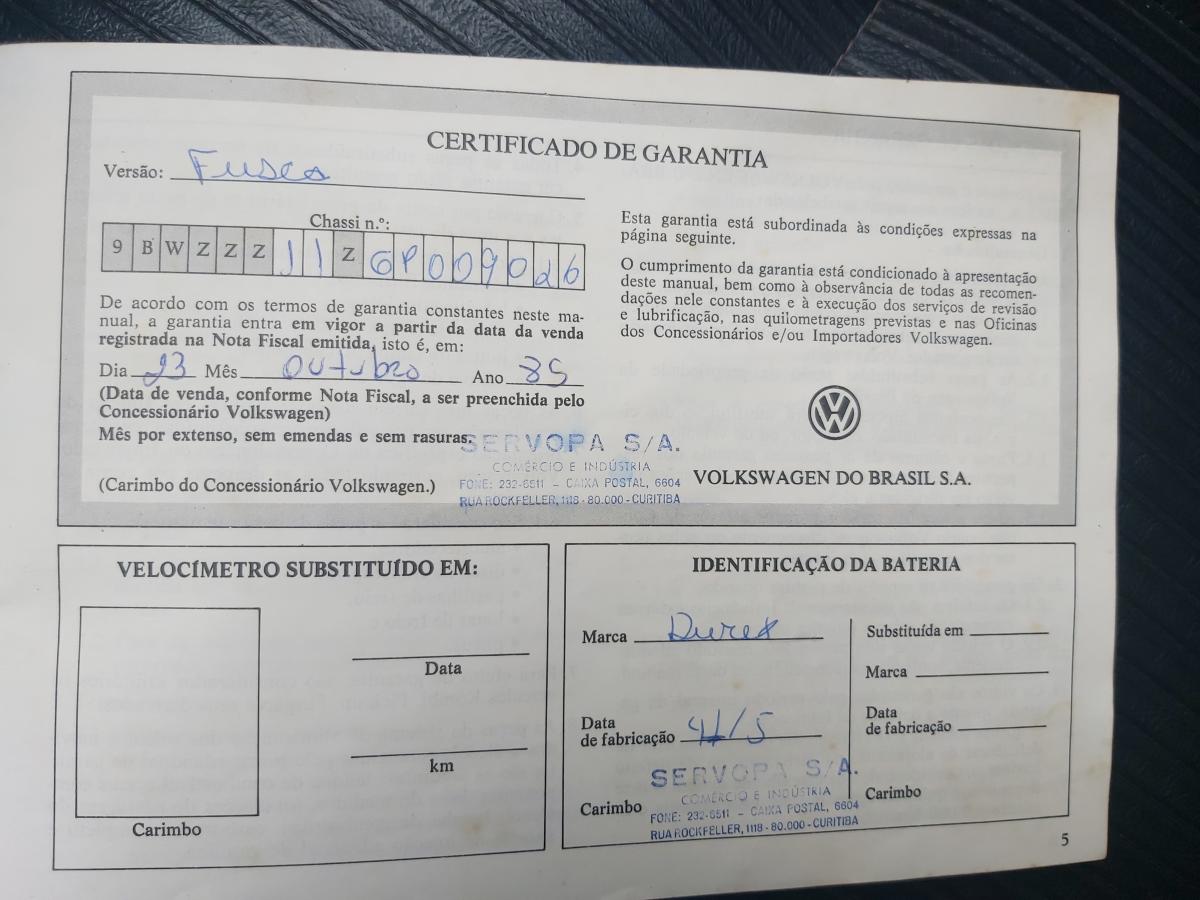 CERTIFICADO DE GARANTIA
Versão: Fusca
Chassi n.º:
9 B W Z Z Z 1 1 Z G P 0 0 9 0 2 6
De acordo com os termos de garantia constantes neste ma-
nual, a garantia entra em vigor a partir da data da venda
registrada na Nota Fiscal emitida, isto é, em:
Dia 23 Mês outubro Ano 85
(Data de venda, conforme Nota Fiscal, a ser preenchida pelo
Concessionário Volkswagen)
Mês por extenso, sem emendas e sem rasuras.
(Carimbo do Concessionário Volkswagen.)
SERVOPA S/A.
COMÉRCIO E INDÚSTRIA
FONE: 232-6511 - CAIXA POSTAL, 6604
RUA ROCKFELLER, 1118 - 80.000 - CURITIBA
Esta garantia está subordinada às condições expressas na
página seguinte.
O cumprimento da garantia está condicionado à apresentação
deste manual, bem como à observância de todas as recomen-
dações nele constantes e à execução dos serviços de revisão
e lubrificação, nas quilometragens previstas e nas Oficinas
dos Concessionários e/ou Importadores Volkswagen.
VOLKSWAGEN DO BRASIL S.A.
VELOCÍMETRO SUBSTITUÍDO EM:
Data
km
Carimbo
IDENTIFICAÇÃO DA BATERIA
Marca Durex
Data
de fabricação 41/5
Carimbo
SERVOPA S/A.
COMÉRCIO E INDÚSTRIA
FONE: 232-6511 - CAIXA POSTAL, 6604
RUA ROCKFELLER, 1118 - 80.000 - CURITIBA
Substituída em
Marca
Data
de fabricação
Carimbo
5